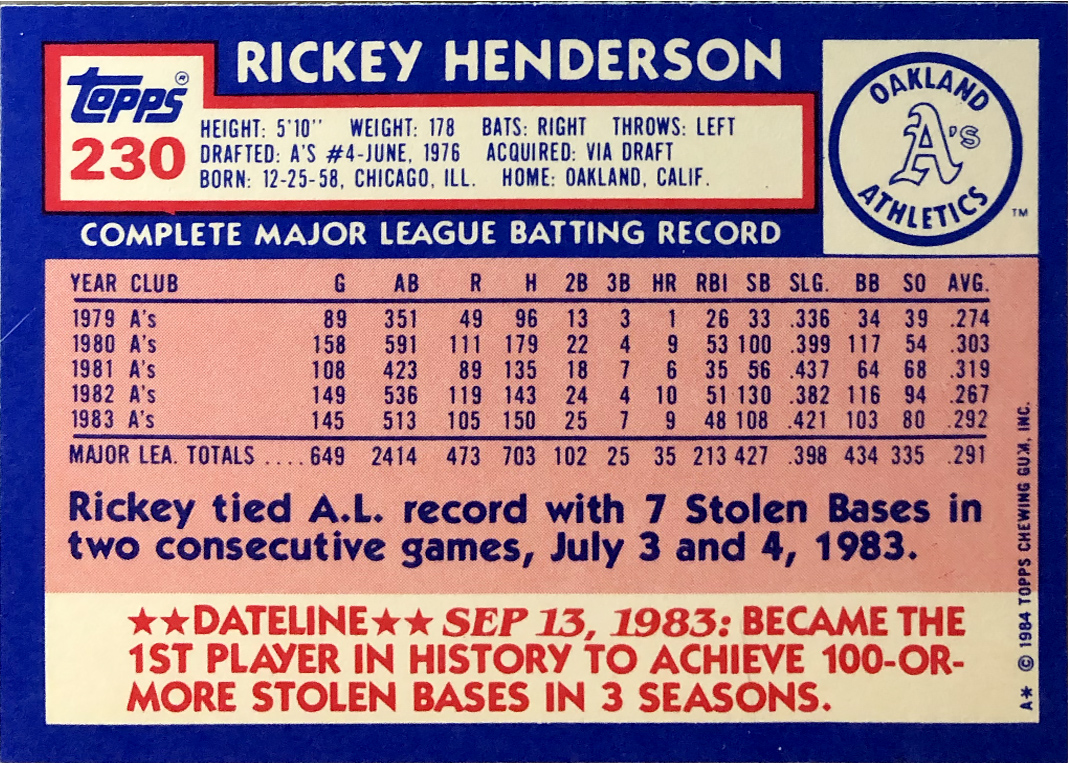 RICKEY HENDERSON
TOPPS®
230
HEIGHT: 5'10" WEIGHT: 178 BATS: RIGHT THROWS: LEFT
DRAFTED: A'S #4-JUNE, 1976 ACQUIRED: VIA DRAFT
BORN: 12-25-58, CHICAGO, ILL. HOME: OAKLAND, CALIF.
OAKLAND
A's
ATHLETICS
TM
COMPLETE MAJOR LEAGUE BATTING RECORD
YEAR CLUB G AB R H 2B 3B HR RBI SB SLG. BB SO AVG.
1979 A's 89 351 49 96 13 3 1 26 33 .336 34 39 .274
1980 A's 158 591 111 179 22 4 9 53 100 .399 117 54 .303
1981 A's 108 423 89 135 18 7 6 35 56 .437 64 68 .319
1982 A's 149 536 119 143 24 4 10 51 130 .382 116 94 .267
1983 A's 145 513 105 150 25 7 9 48 108 .421 103 80 .292
MAJOR LEA. TOTALS ....649 2414 473 703 102 25 35 213 427 .398 434 335 .291
Rickey tied A.L. record with 7 Stolen Bases in
two consecutive games, July 3 and 4, 1983.
★★DATELINE★★ SEP 13, 1983: BECAME THE
1ST PLAYER IN HISTORY TO ACHIEVE 100-OR-
MORE STOLEN BASES IN 3 SEASONS.
A* © 1984 TOPPS CHEWING GUM, INC.